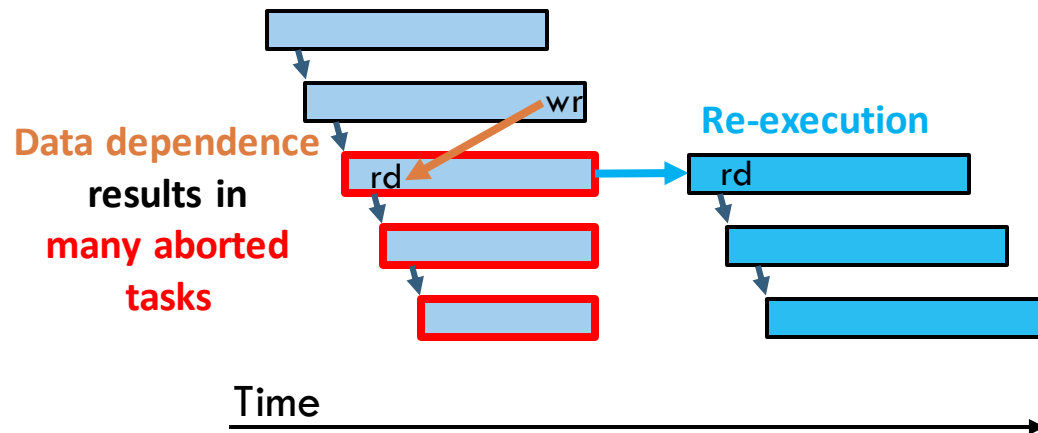 wr
Data dependence
results in
many aborted
tasks
rd
Re-execution
rd
Time